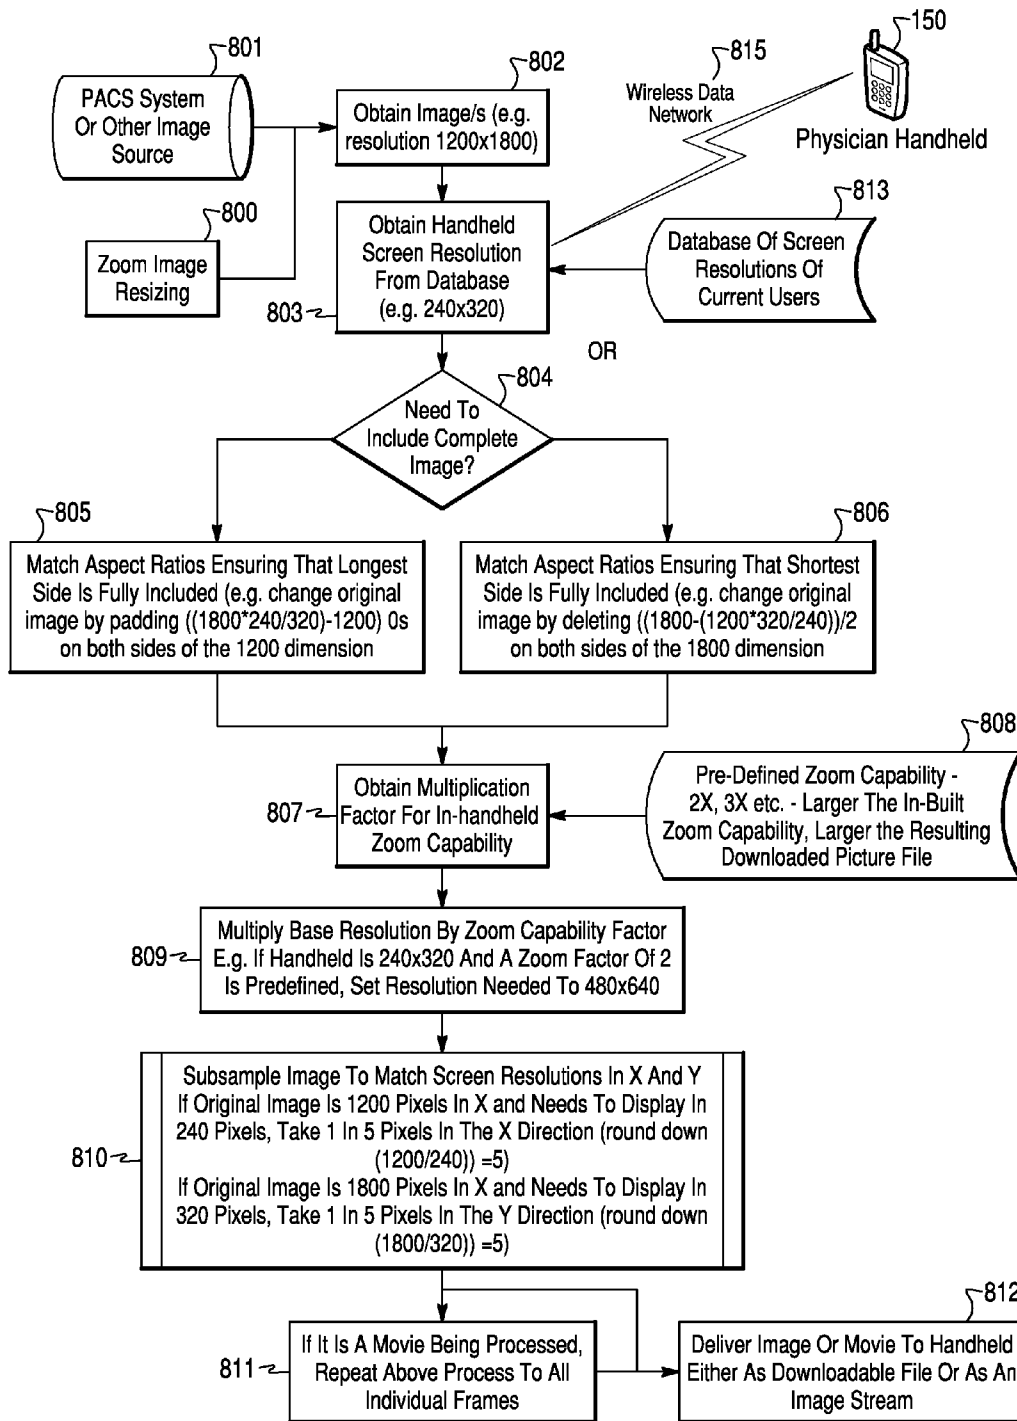 801
PACS System
Or Other Image
Source
802
Obtain Image/s (e.g.
resolution 1200x1800)
815
Wireless Data
Network
150
Physician Handheld
800
Zoom Image
Resizing
803
Obtain Handheld
Screen Resolution
From Database
(e.g. 240x320)
813
Database Of Screen
Resolutions Of
Current Users
OR
804
Need To
Include Complete
Image?
805
Match Aspect Ratios Ensuring That Longest
Side Is Fully Included (e.g. change original
image by padding ((1800*240/320)-1200) 0s
on both sides of the 1200 dimension
806
Match Aspect Ratios Ensuring That Shortest
Side Is Fully Included (e.g. change original
image by deleting ((1800-(1200*320/240))/2
on both sides of the 1800 dimension
807
Obtain Multiplication
Factor For In-handheld
Zoom Capability
808
Pre-Defined Zoom Capability -
2X, 3X etc. - Larger The In-Built
Zoom Capability, Larger the Resulting
Downloaded Picture File
809
Multiply Base Resolution By Zoom Capability Factor
E.g. If Handheld Is 240x320 And A Zoom Factor Of 2
Is Predefined, Set Resolution Needed To 480x640
810
Subsample Image To Match Screen Resolutions In X And Y
If Original Image Is 1200 Pixels In X and Needs To Display In
240 Pixels, Take 1 In 5 Pixels In The X Direction (round down
(1200/240)) =5)
If Original Image Is 1800 Pixels In X and Needs To Display In
320 Pixels, Take 1 In 5 Pixels In The Y Direction (round down
(1800/320)) =5)
811
If It Is A Movie Being Processed,
Repeat Above Process To All
Individual Frames
812
Deliver Image Or Movie To Handheld
Either As Downloadable File Or As An
Image Stream